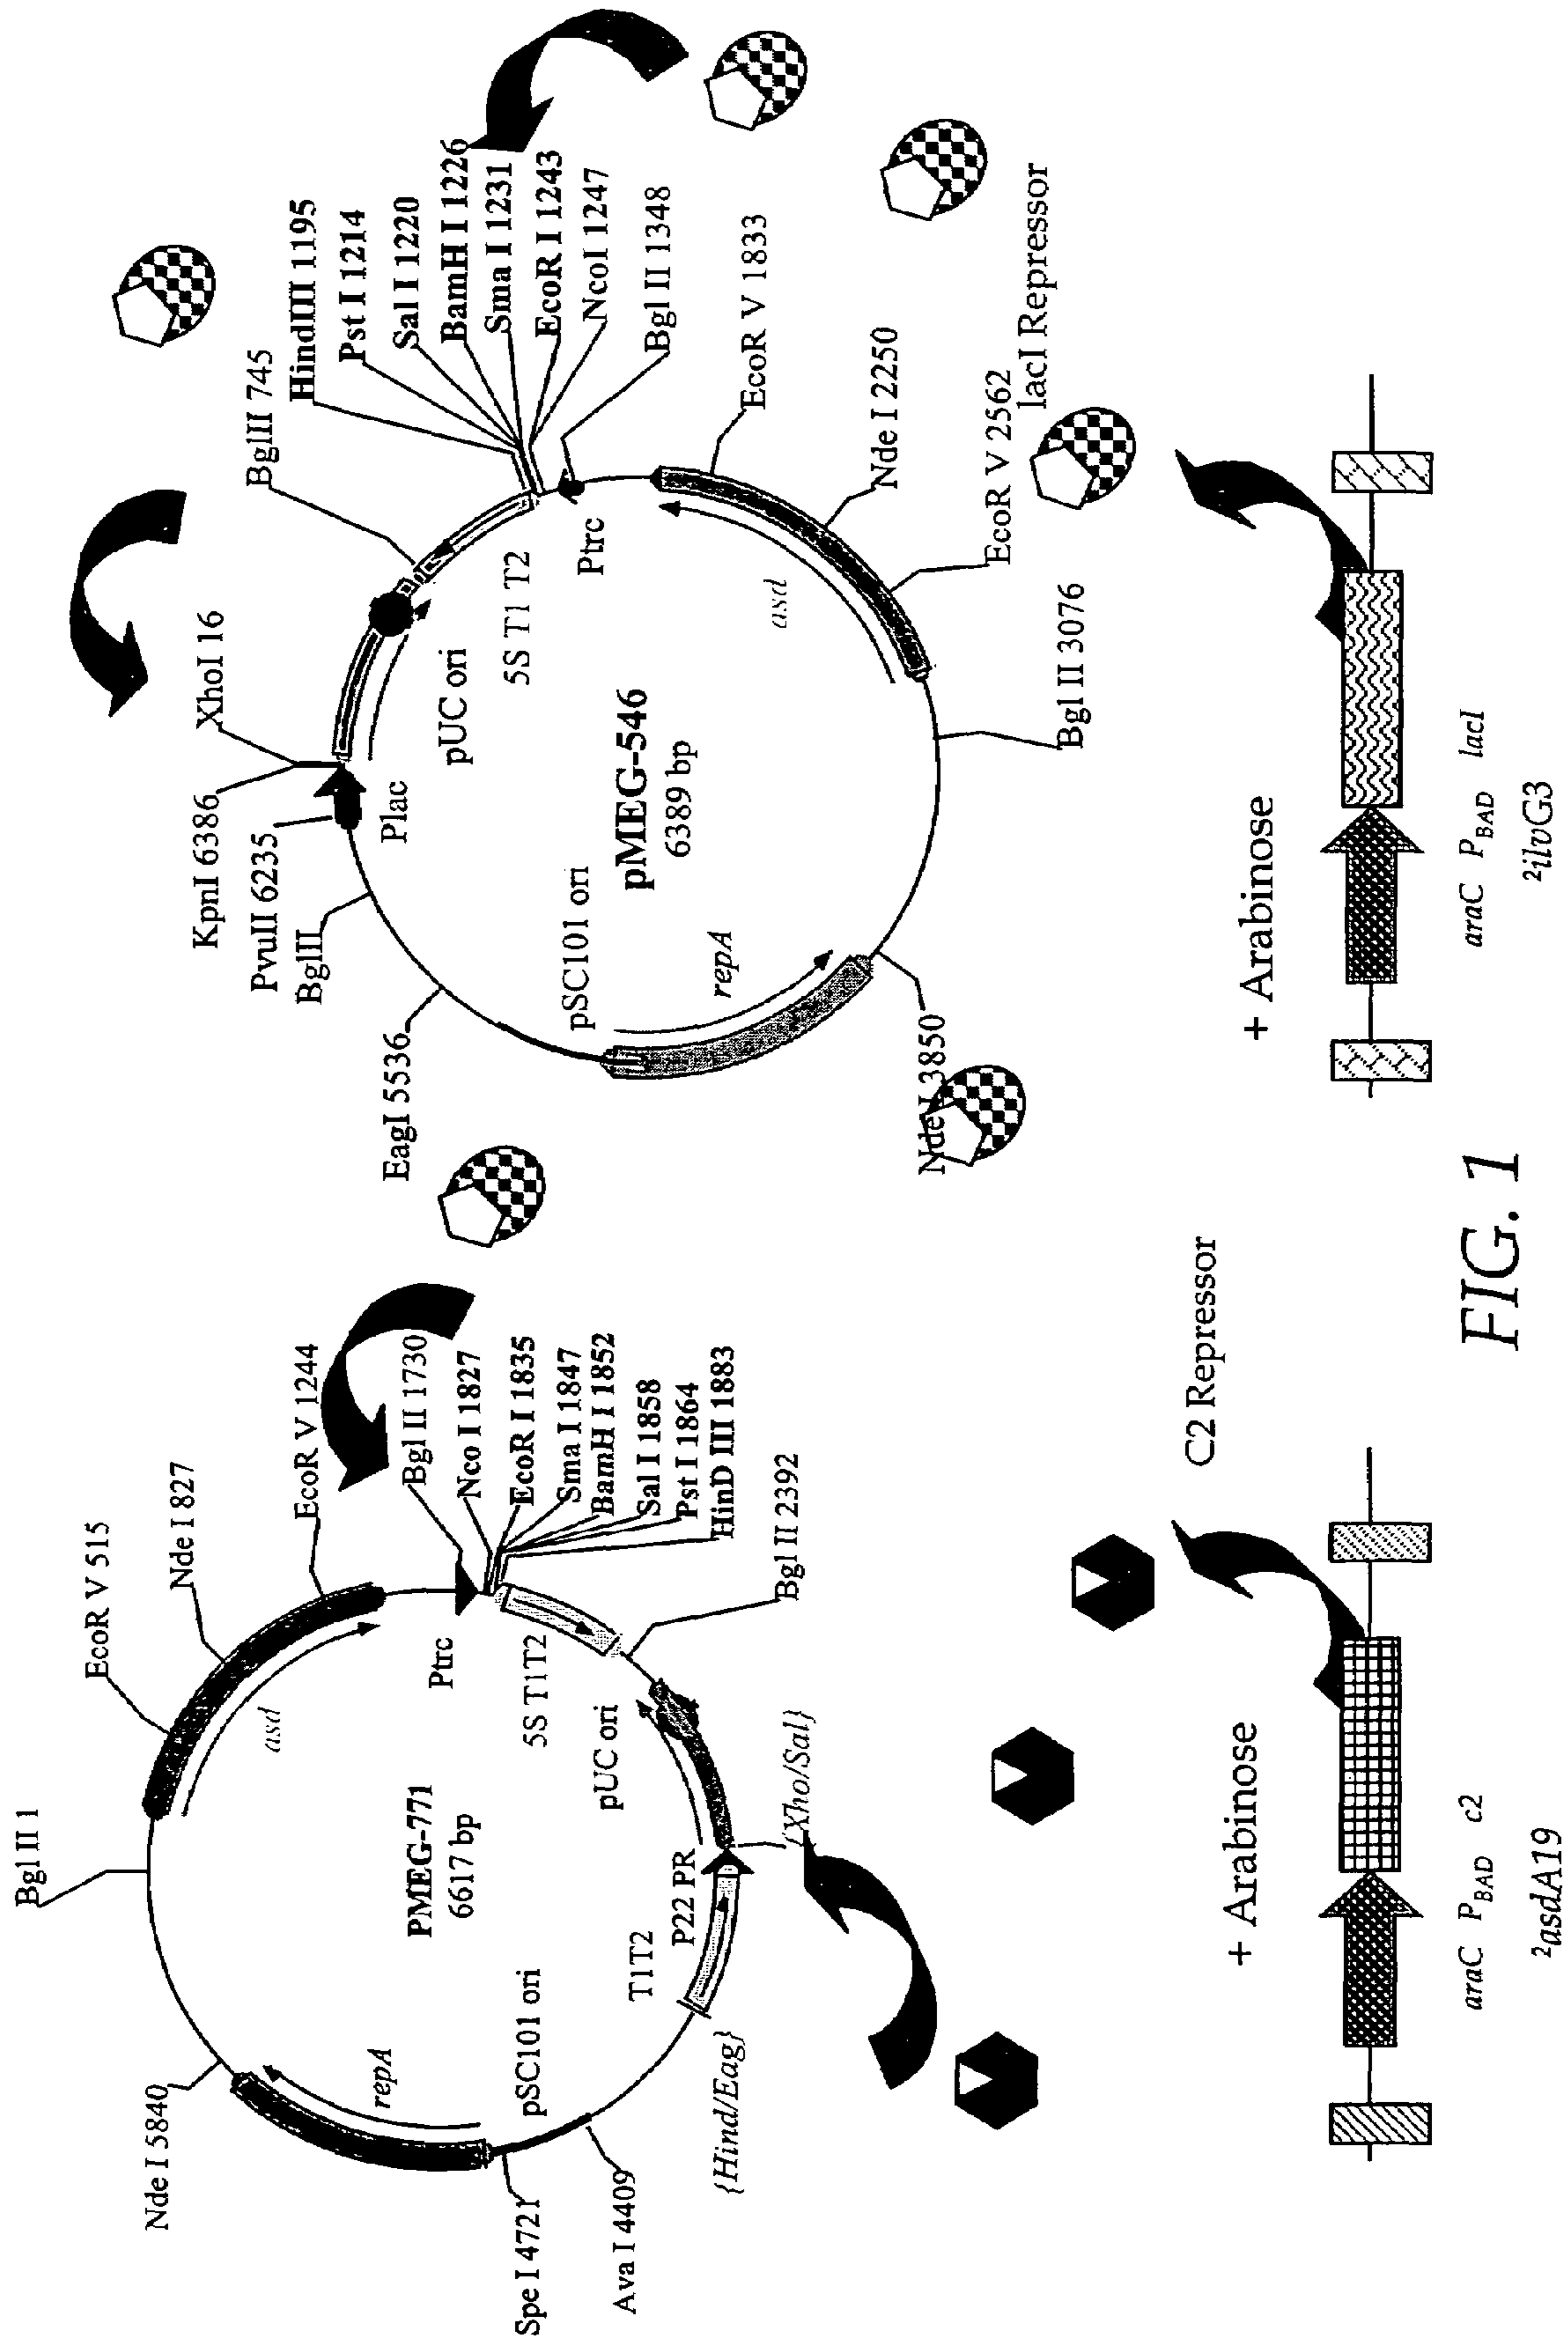 Bgl II 1
EcoR V 515
Nde I 827
EcoR V 1244
Bgl II 1730
Nco I 1827
EcoR I 1835
Sma I 1847
BamH I 1852
Sal I 1858
Pst I 1864
HinD III 1883
Bgl II 2392
{Xho/Sal}
{Hind/Eag}
Ava I 4409
Spe I 4721
Nde I 5840
asd
Ptrc
5S T1T2
pUC ori
P22 PR
T1T2
pSC101 ori
repA
PMEG-771
6617 bp
C2 Repressor
+ Arabinose
araC PBAD c2
²asdA19
KpnI 6386
XhoI 16
PvuII 6235
BglII
EagI 5536
BglII 745
HindIII 1195
Pst I 1214
Sal I 1220
BamH I 1226
Sma I 1231
EcoR I 1243
NcoI 1247
Bgl II 1348
EcoR V 1833
Nde I 2250
EcoR V 2562
Bgl II 3076
Nde I 3850
Plac
pUC ori
5S T1 T2
Ptrc
asd
pSC101 ori
repA
pMEG-546
6389 bp
lacI Repressor
+ Arabinose
araC PBAD lacI
²ilvG3
FIG. 1